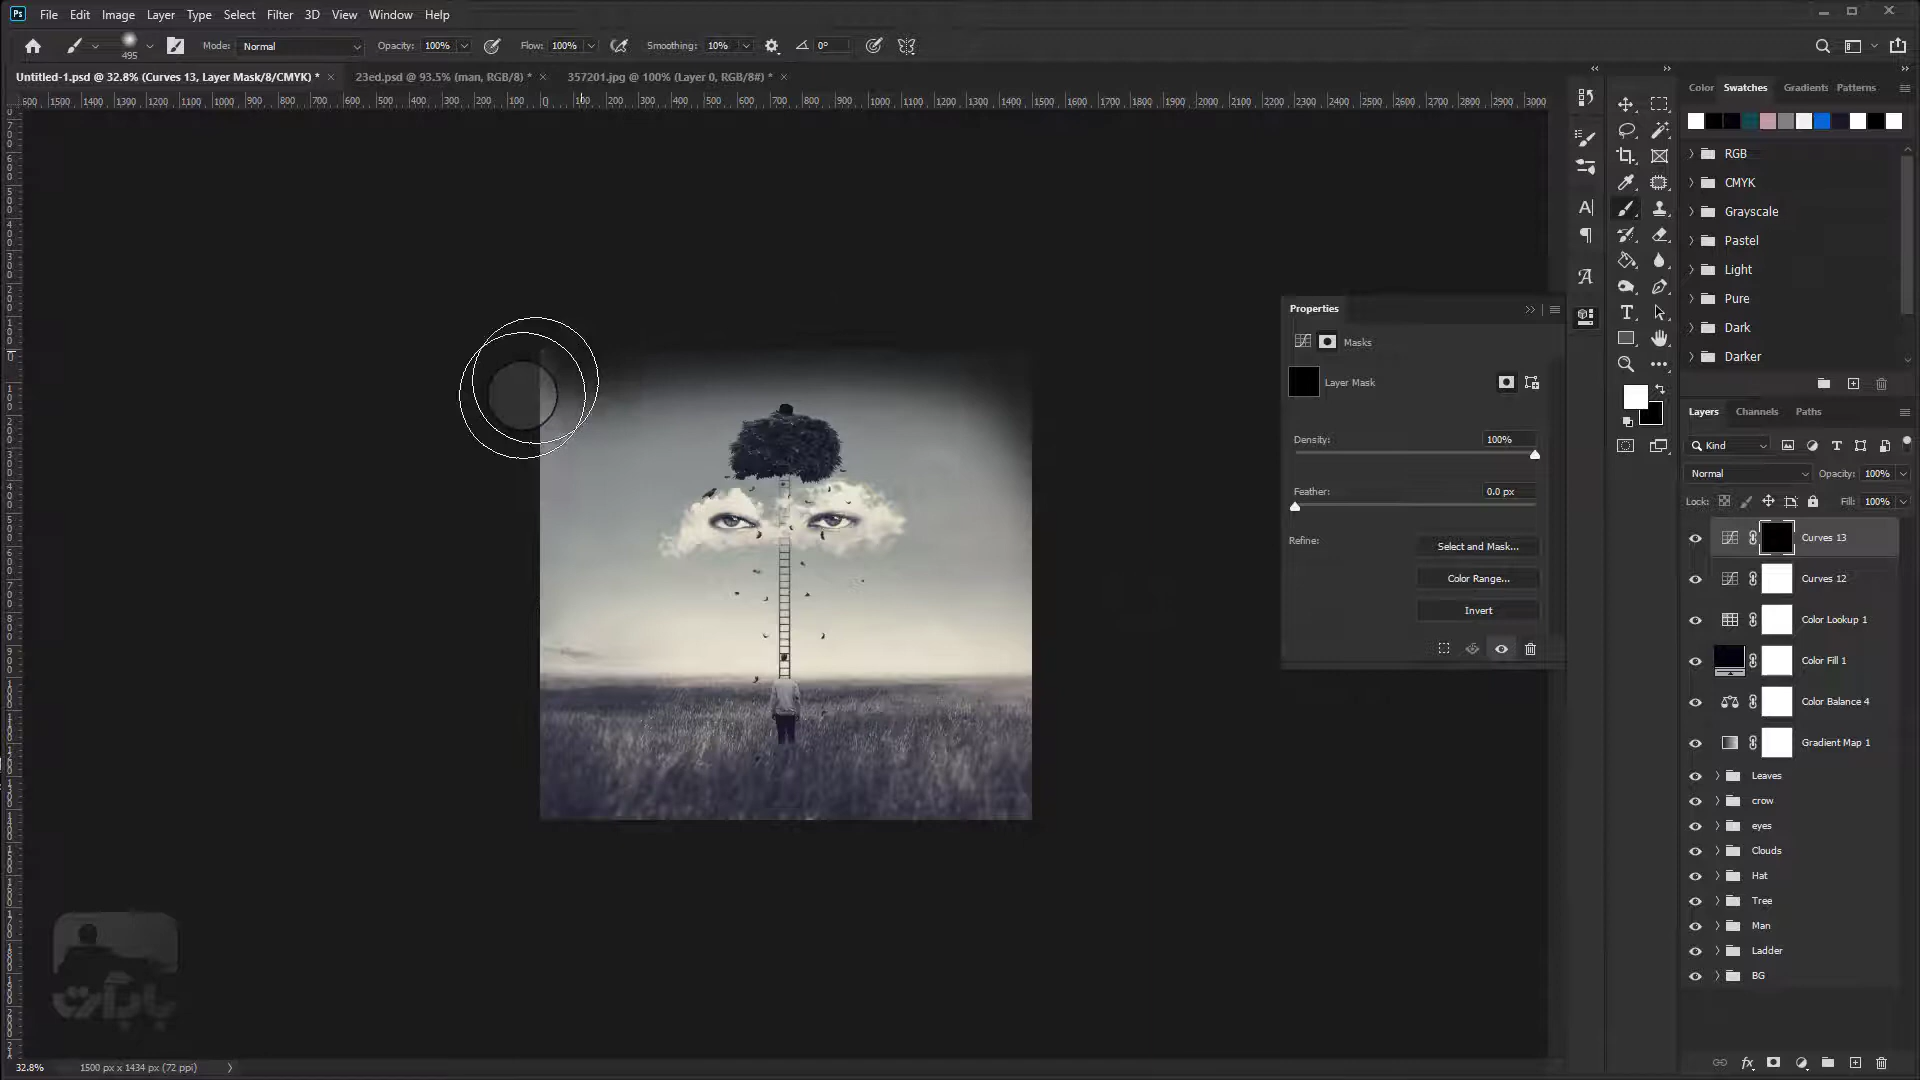 Ps File Edit Image Layer Type Select Filter 3D View Window Help
495 Mode: Normal Opacity: 100% Flow: 100% Smoothing: 10% 0°
Untitled-1.psd @ 32.8% (Curves 13, Layer Mask/8/CMYK) * × 23ed.psd @ 93.5% (man, RGB/8) * × 357201.jpg @ 100% (Layer 0, RGB/8#) * ×
600 1500 1400 1300 1200 1100 1000 900 800 700 600 500 400 300 200 100 0 100 200 300 400 500 600 700 800 900 1000 1100 1200 1300 1400 1500 1600 1700 1800 1900 2000 2100 2200 2300 2400 2500 2600 2700 2800 2900 3000
Color Swatches Gradients Patterns
RGB
CMYK
Grayscale
Pastel
Light
Pure
Dark
Darker
Properties
Masks
Layer Mask
Density: 100%
Feather: 0.0 px
Refine: Select and Mask...
Color Range...
Invert
Layers Channels Paths
Kind
Normal Opacity: 100%
Lock: Fill: 100%
Curves 13
Curves 12
Color Lookup 1
Color Fill 1
Color Balance 4
Gradient Map 1
Leaves
crow
eyes
Clouds
Hat
Tree
Man
Ladder
BG
32.8% 1500 px x 1434 px (72 ppi)